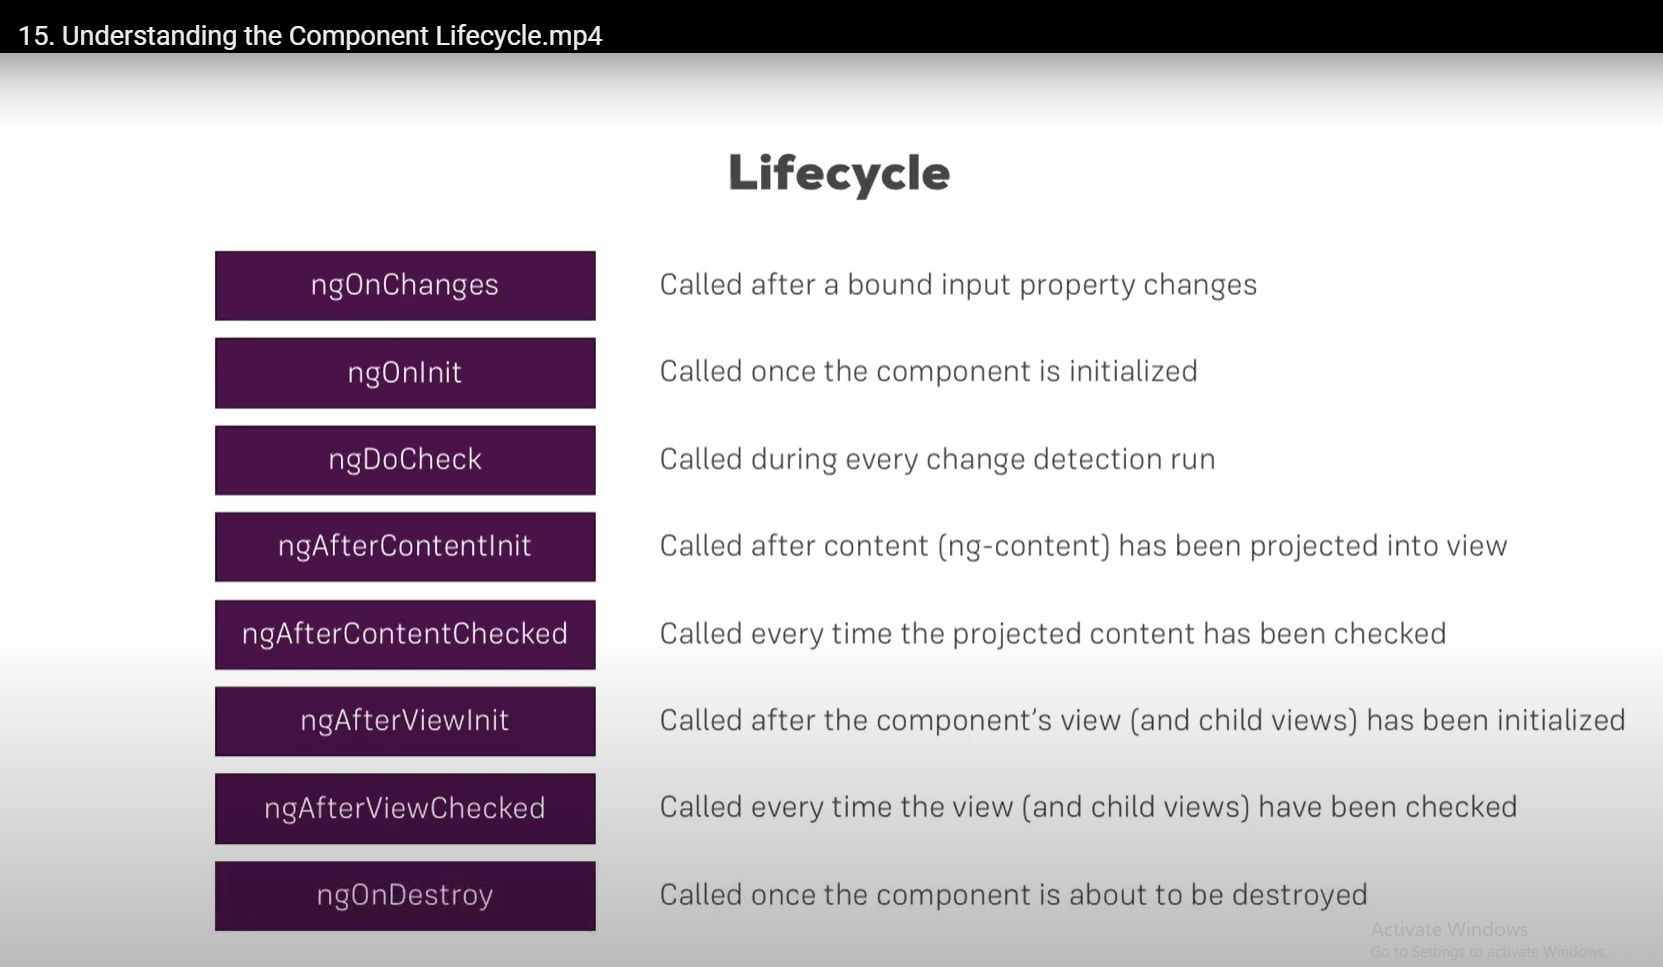 15. Understanding the Component Lifecycle.mp4
Lifecycle
ngOnChanges Called after a bound input property changes
ngOnInit Called once the component is initialized
ngDoCheck Called during every change detection run
ngAfterContentInit Called after content (ng-content) has been projected into view
ngAfterContentChecked Called every time the projected content has been checked
ngAfterViewInit Called after the component’s view (and child views) has been initialized
ngAfterViewChecked Called every time the view (and child views) have been checked
ngOnDestroy Called once the component is about to be destroyed
Activate Windows
Go to Settings to activate Windows.